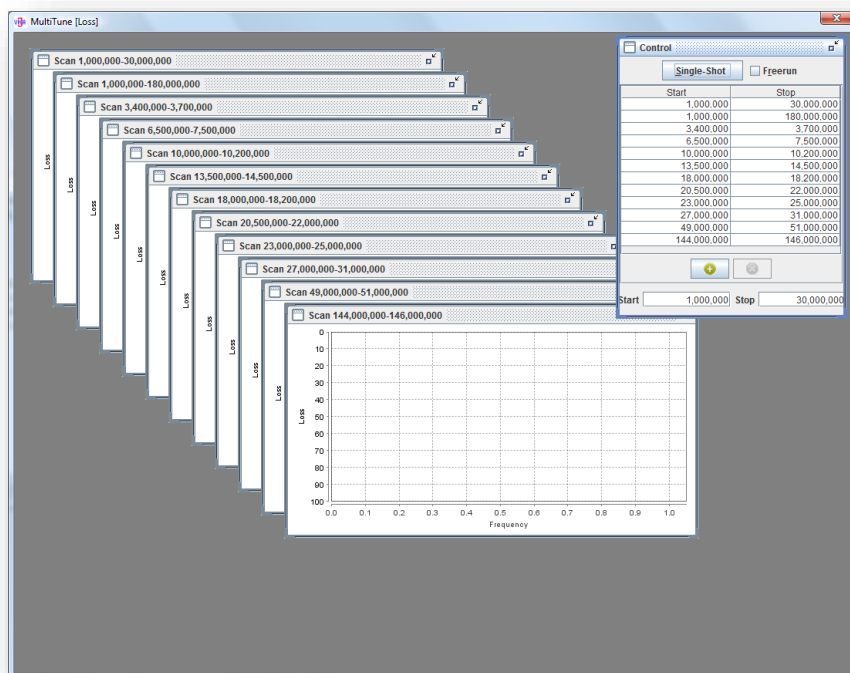 MultiTune [Loss]
Scan 1,000,000-30,000,000
Scan 1,000,000-180,000,000
Scan 3,400,000-3,700,000
Scan 6,500,000-7,500,000
Scan 10,000,000-10,200,000
Scan 13,500,000-14,500,000
Scan 18,000,000-18,200,000
Scan 20,500,000-22,000,000
Scan 23,000,000-25,000,000
Scan 27,000,000-31,000,000
Scan 49,000,000-51,000,000
Scan 144,000,000-146,000,000
Loss
Loss
Loss
Loss
Loss
Loss
Loss
Loss
Loss
Loss
Loss
Loss
0
10
20
30
40
50
60
70
80
90
100
0.0 0.1 0.2 0.3 0.4 0.5 0.6 0.7 0.8 0.9 1.0
Frequency
Control
Single-Shot Freerun
Start Stop
1,000,000 30,000,000
1,000,000 180,000,000
3,400,000 3,700,000
6,500,000 7,500,000
10,000,000 10,200,000
13,500,000 14,500,000
18,000,000 18,200,000
20,500,000 22,000,000
23,000,000 25,000,000
27,000,000 31,000,000
49,000,000 51,000,000
144,000,000 146,000,000
Start 1,000,000 Stop 30,000,000